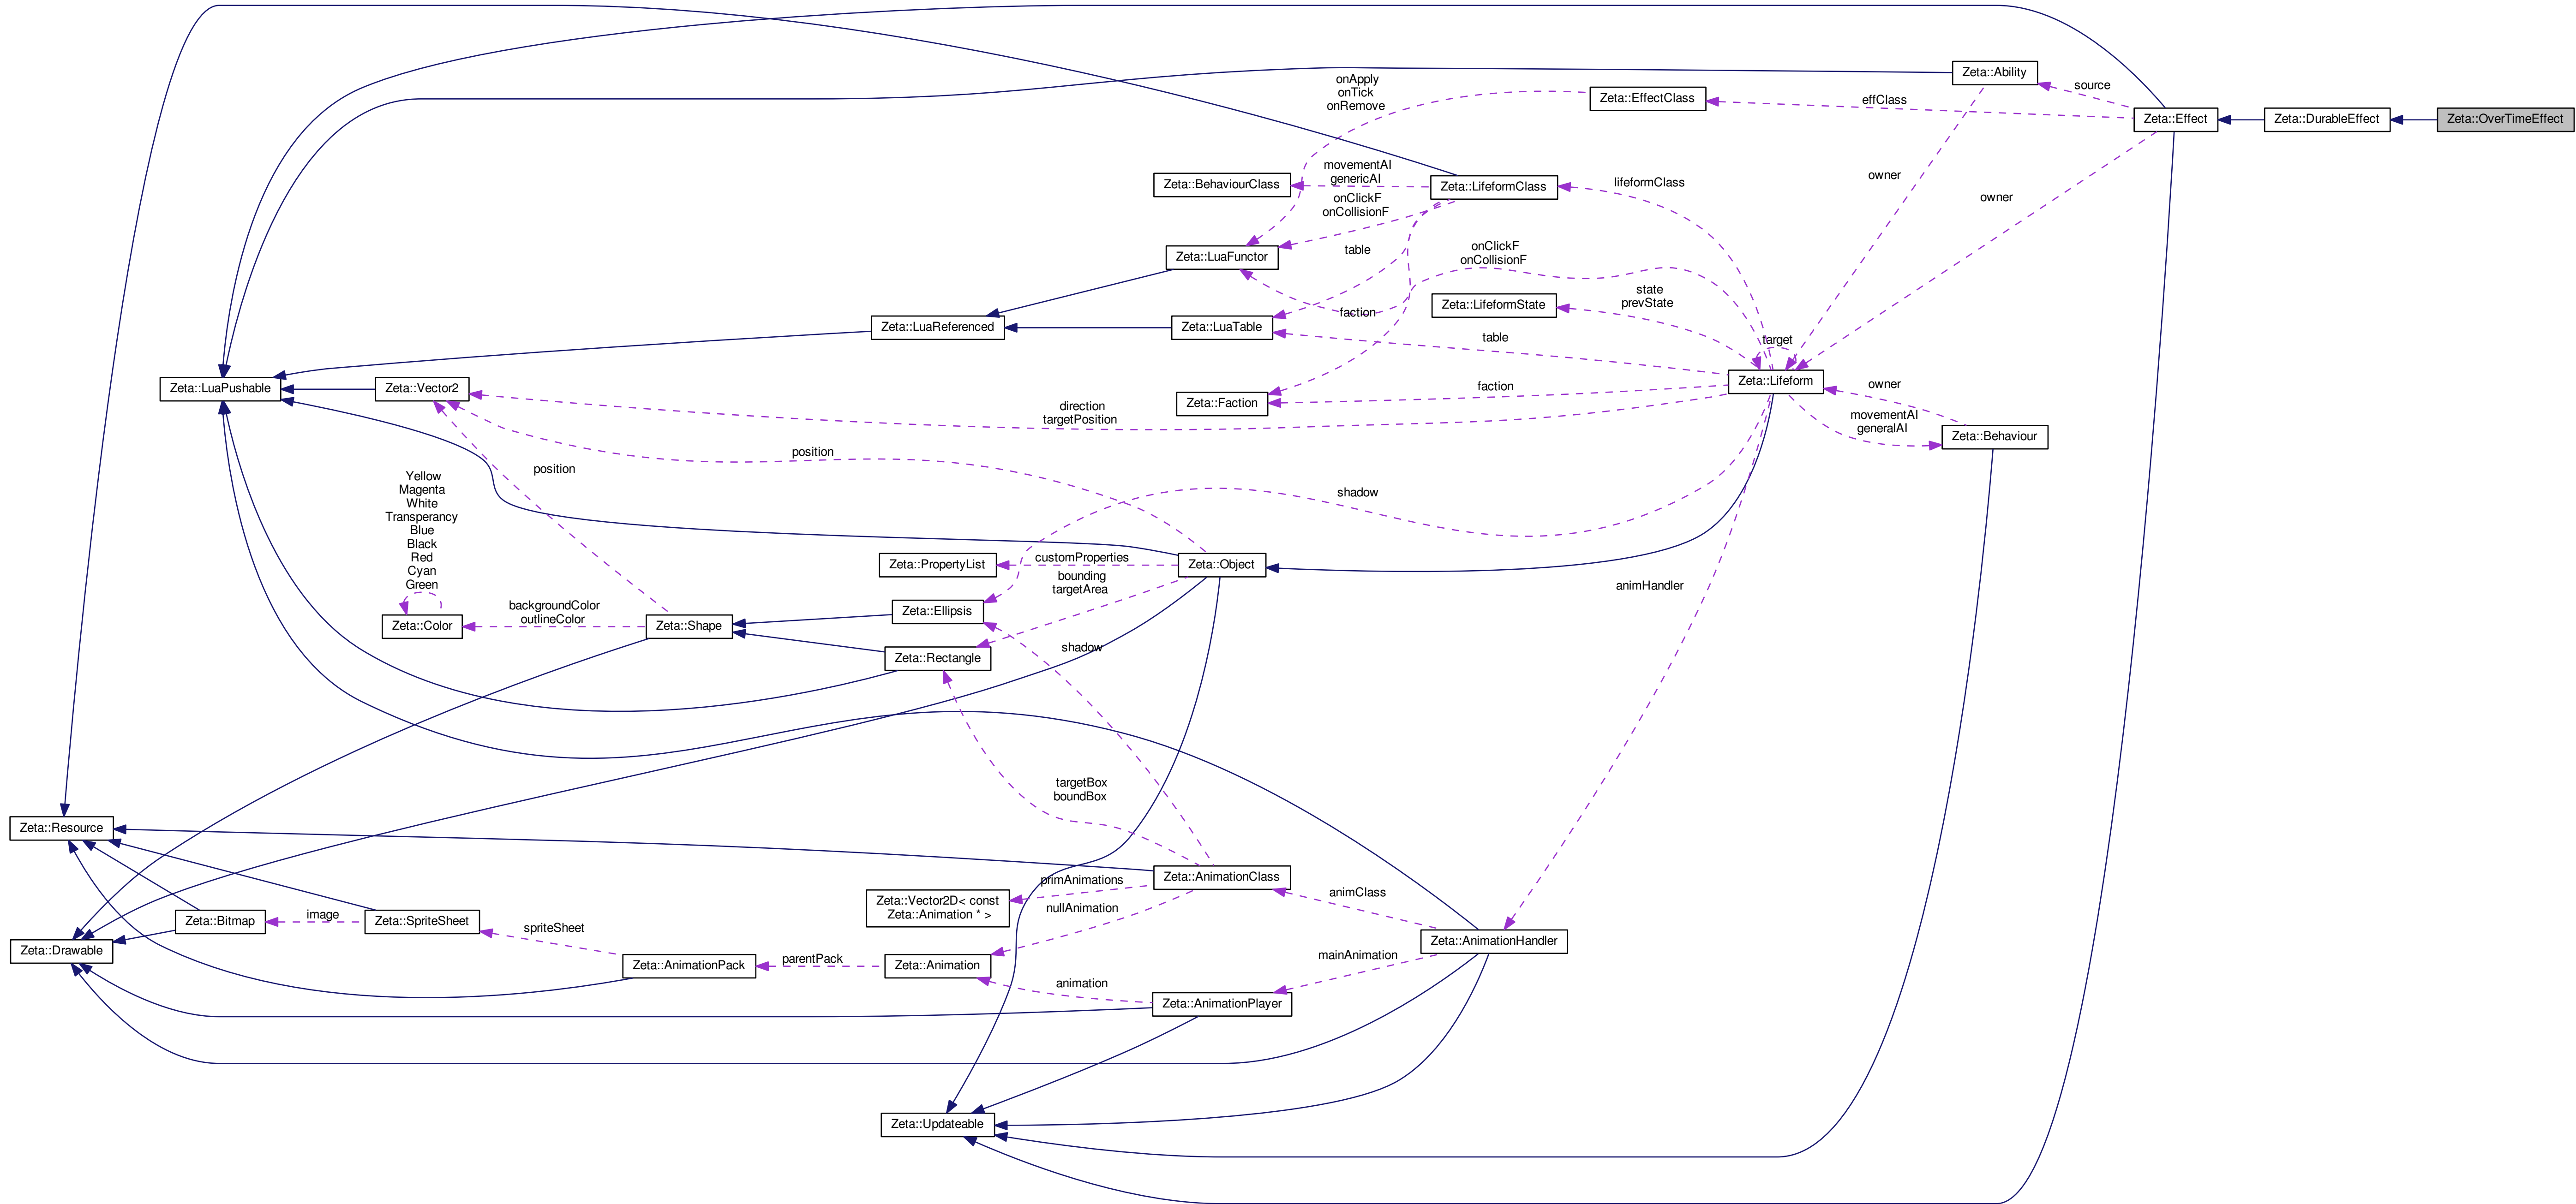 onApply
onTick
onRemove
Zeta::Ability
source
Zeta::EffectClass
effClass
Zeta::Effect
Zeta::DurableEffect
Zeta::OverTimeEffect
movementAI
genericAI
Zeta::BehaviourClass
Zeta::LifeformClass
lifeformClass
owner
owner
onClickF
onCollisionF
Zeta::LuaFunctor
table
onClickF
onCollisionF
Zeta::LifeformState
state
prevState
faction
Zeta::LuaReferenced
Zeta::LuaTable
table
target
Zeta::LuaPushable
Zeta::Vector2
Zeta::Lifeform
owner
faction
Zeta::Faction
direction
targetPosition
movementAI
generalAI
Zeta::Behaviour
position
position
Yellow
Magenta
White
Transperancy
Blue
Black
Red
Cyan
Green
shadow
Zeta::PropertyList
customProperties
Zeta::Object
bounding
targetArea
animHandler
Zeta::Color
backgroundColor
outlineColor
Zeta::Shape
Zeta::Ellipsis
Zeta::Rectangle
shadow
targetBox
boundBox
Zeta::Resource
Zeta::AnimationClass
primAnimations
Zeta::Vector2D< const
Zeta::Animation * >
nullAnimation
animClass
Zeta::Bitmap
image
Zeta::SpriteSheet
spriteSheet
Zeta::AnimationHandler
Zeta::Drawable
Zeta::AnimationPack
parentPack
Zeta::Animation
mainAnimation
animation
Zeta::AnimationPlayer
Zeta::Updateable